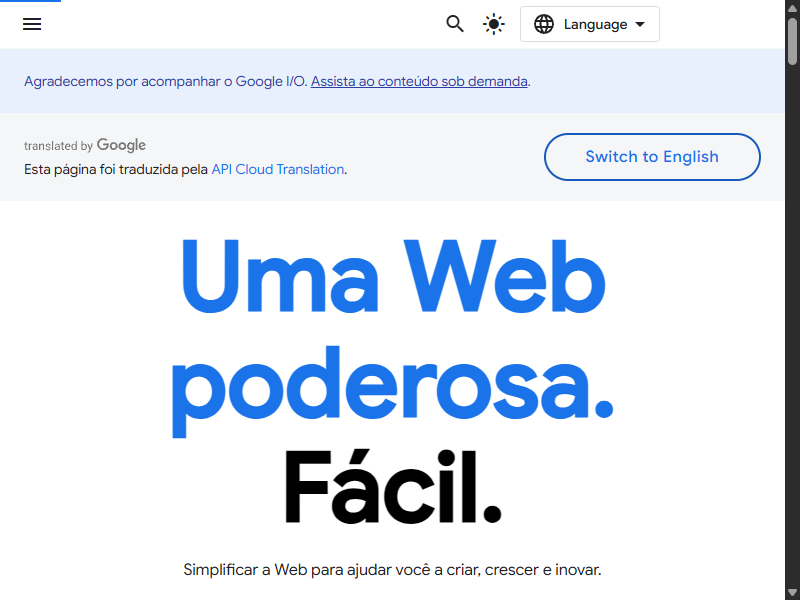 Language
Agradecemos por acompanhar o Google I/O. Assista ao conteúdo sob demanda.
translated by Google
Esta página foi traduzida pela API Cloud Translation.
Switch to English
Uma Web
poderosa.
Fácil.
Simplificar a Web para ajudar você a criar, crescer e inovar.